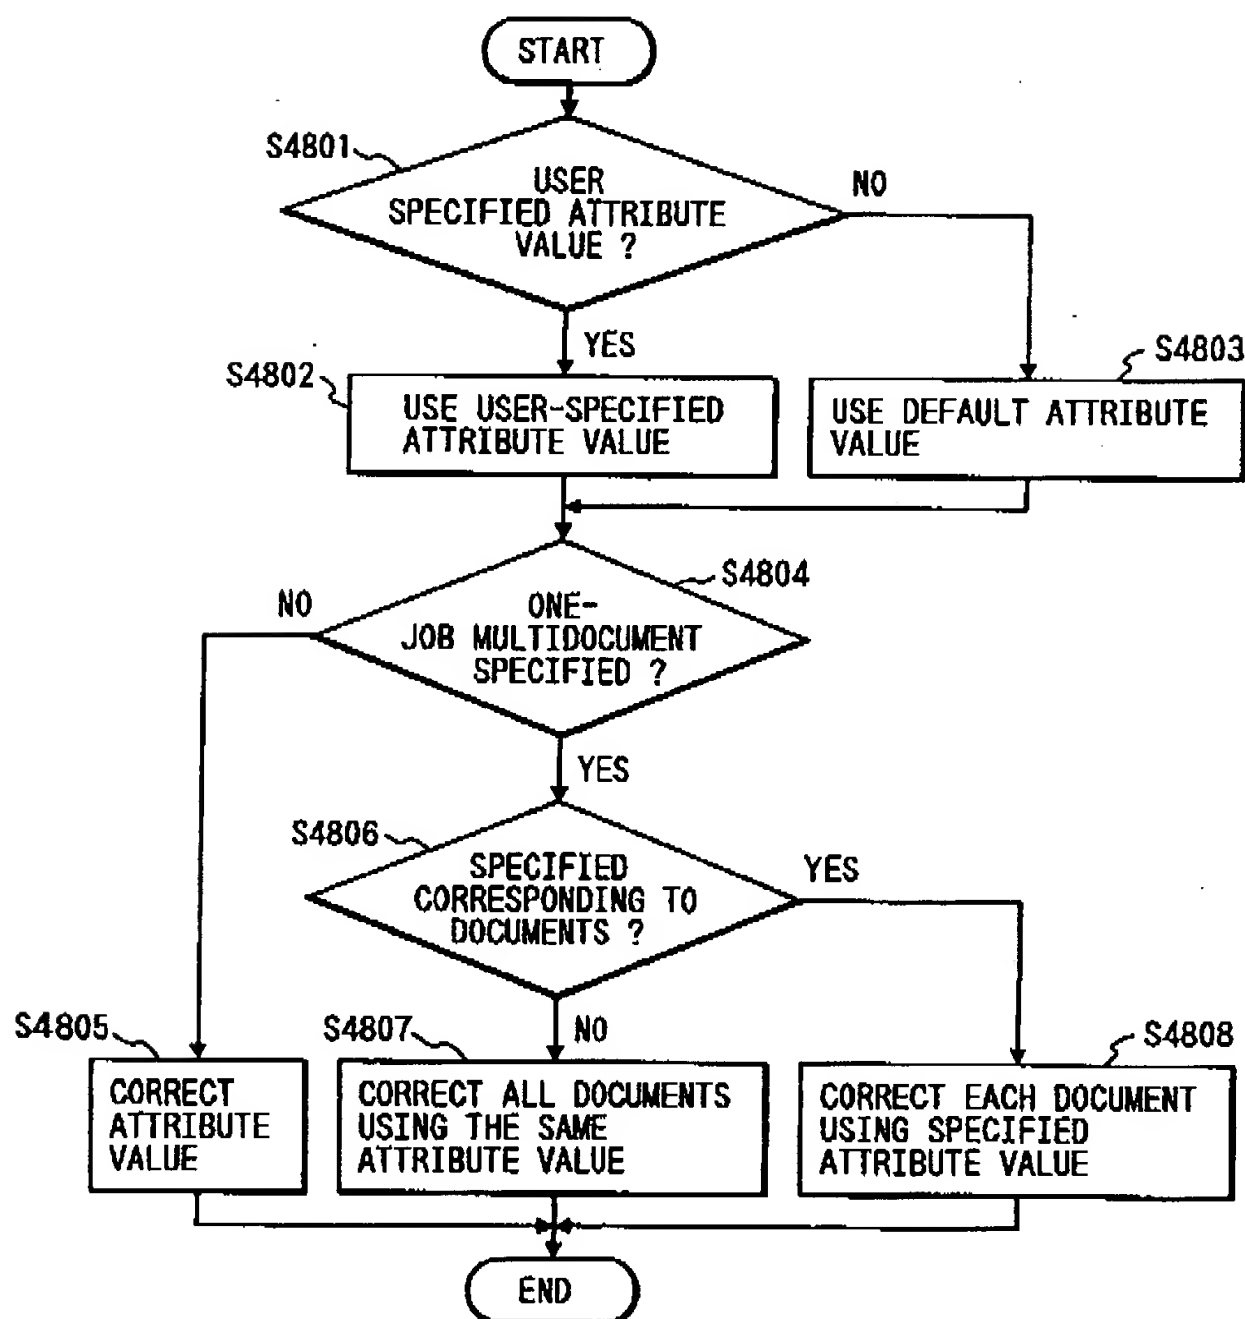 START
S4801
USER
SPECIFIED ATTRIBUTE
VALUE ?
NO
YES
S4802
USE USER-SPECIFIED
ATTRIBUTE VALUE
S4803
USE DEFAULT ATTRIBUTE
VALUE
S4804
ONE-
JOB MULTIDOCUMENT
SPECIFIED ?
NO
YES
S4806
SPECIFIED
CORRESPONDING TO
DOCUMENTS ?
YES
NO
S4805
CORRECT
ATTRIBUTE
VALUE
S4807
CORRECT ALL DOCUMENTS
USING THE SAME
ATTRIBUTE VALUE
S4808
CORRECT EACH DOCUMENT
USING SPECIFIED
ATTRIBUTE VALUE
END